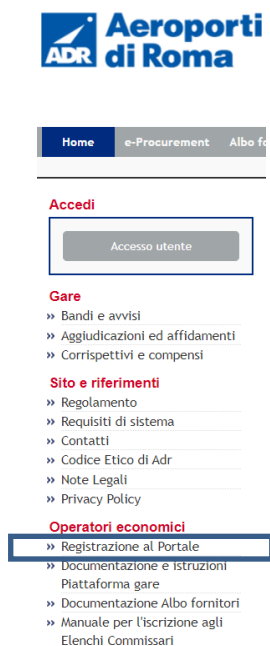 Aeroporti
ADR di Roma
Home e-Procurement Albo fo
Accedi
Accesso utente
Gare
» Bandi e avvisi
» Aggiudicazioni ed affidamenti
» Corrispettivi e compensi
Sito e riferimenti
» Regolamento
» Requisiti di sistema
» Contatti
» Codice Etico di Adr
» Note Legali
» Privacy Policy
Operatori economici
» Registrazione al Portale
» Documentazione e istruzioni
Piattaforma gare
» Documentazione Albo fornitori
» Manuale per l'iscrizione agli
Elenchi Commissari